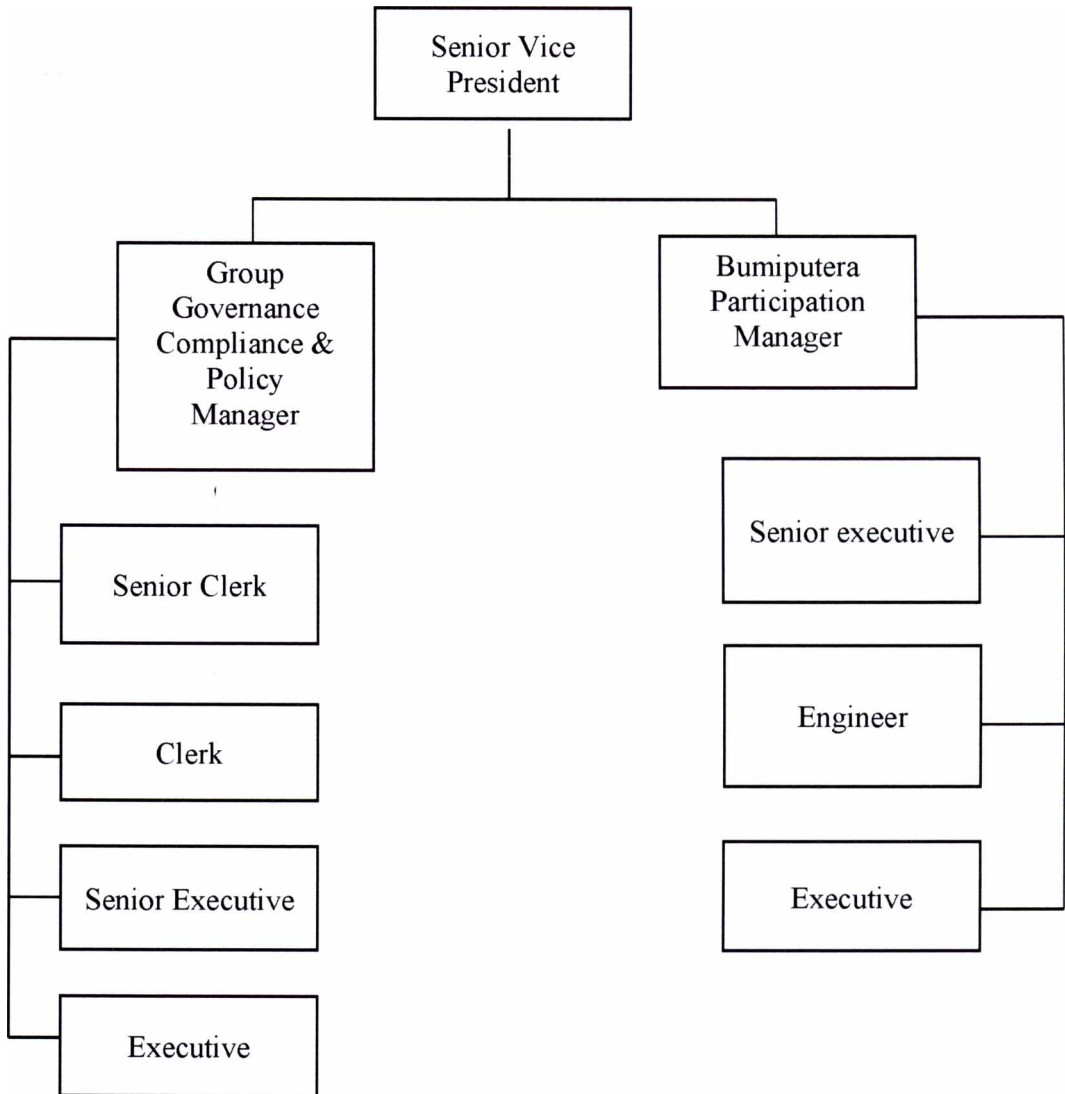 Senior Vice
President
Group
Governance
Compliance &
Policy
Manager
Bumiputera
Participation
Manager
Senior Clerk
Clerk
Senior Executive
Executive
Senior executive
Engineer
Executive